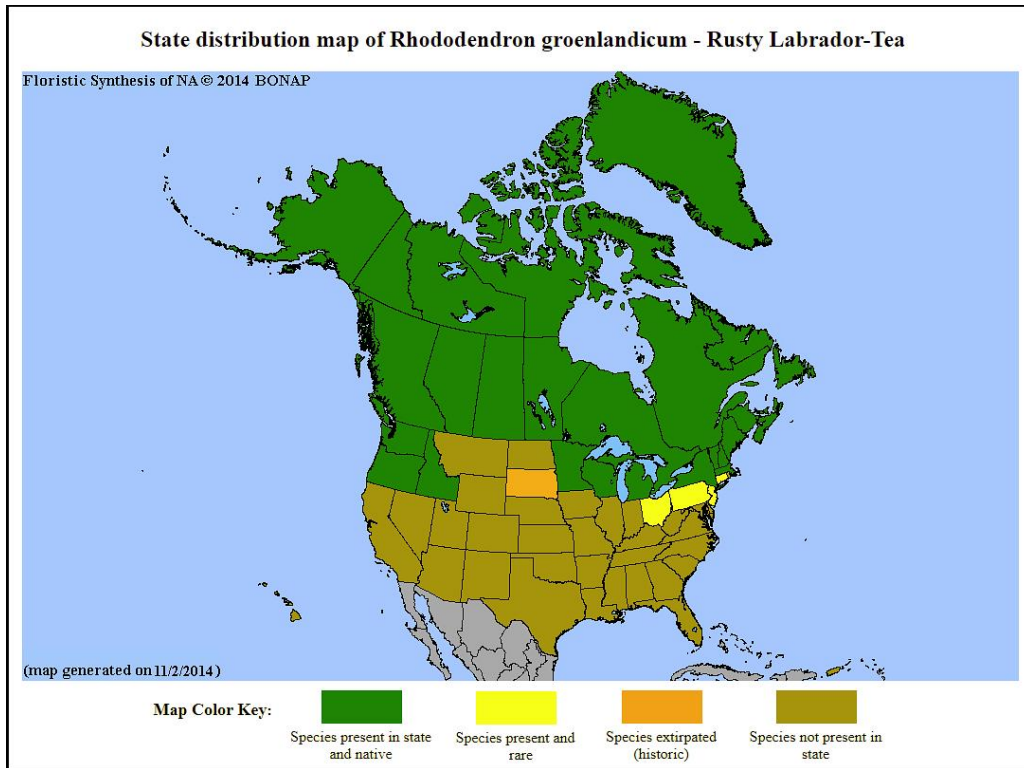 State distribution map of Rhododendron groenlandicum - Rusty Labrador-Tea
Floristic Synthesis of NA © 2014 BONAP
(map generated on 11/2/2014)
Map Color Key:
Species present in state
and native
Species present and
rare
Species extirpated
(historic)
Species not present in
state